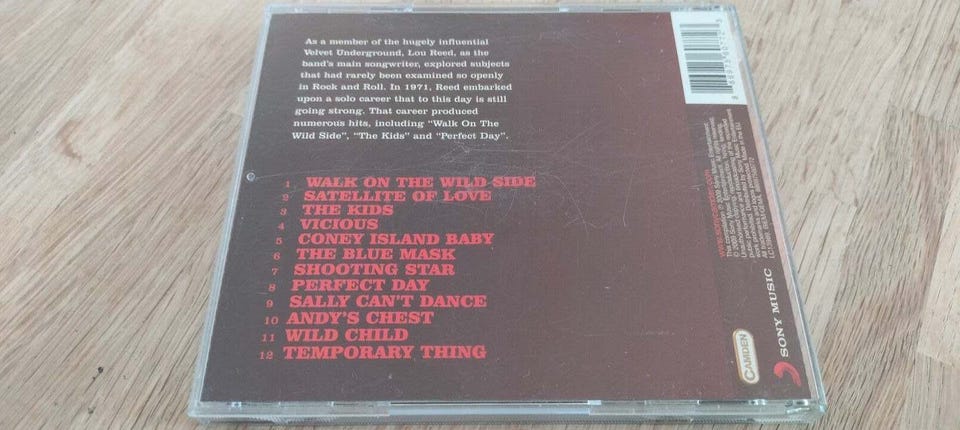 As a member of the hugely influential
Velvet Underground, Lou Reed, as the
band's main songwriter, explored subjects
that had rarely been examined so openly
in Rock and Roll. In 1971, Reed embarked
upon a solo career that to this day is still
going strong. That career produced
numerous hits, including "Walk On The
Wild Side", "The Kids" and "Perfect Day".
1 WALK ON THE WILD SIDE
2 SATELLITE OF LOVE
3 THE KIDS
4 VICIOUS
5 CONEY ISLAND BABY
6 THE BLUE MASK
7 SHOOTING STAR
8 PERFECT DAY
9 SALLY CAN'T DANCE
10 ANDY'S CHEST
11 WILD CHILD
12 TEMPORARY THING
CAMDEN
SONY MUSIC